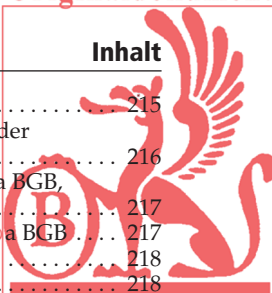 Inhalt
. . . . . . . . . . . . . . 215
der
. . . . . . . . . . . . . . 216
a BGB,
. . . . . . . . . . . . . . 217
a BGB . . . . 217
. . . . . . . . . . . . . . 218
. . . . . . . . . . . . . . 218
B